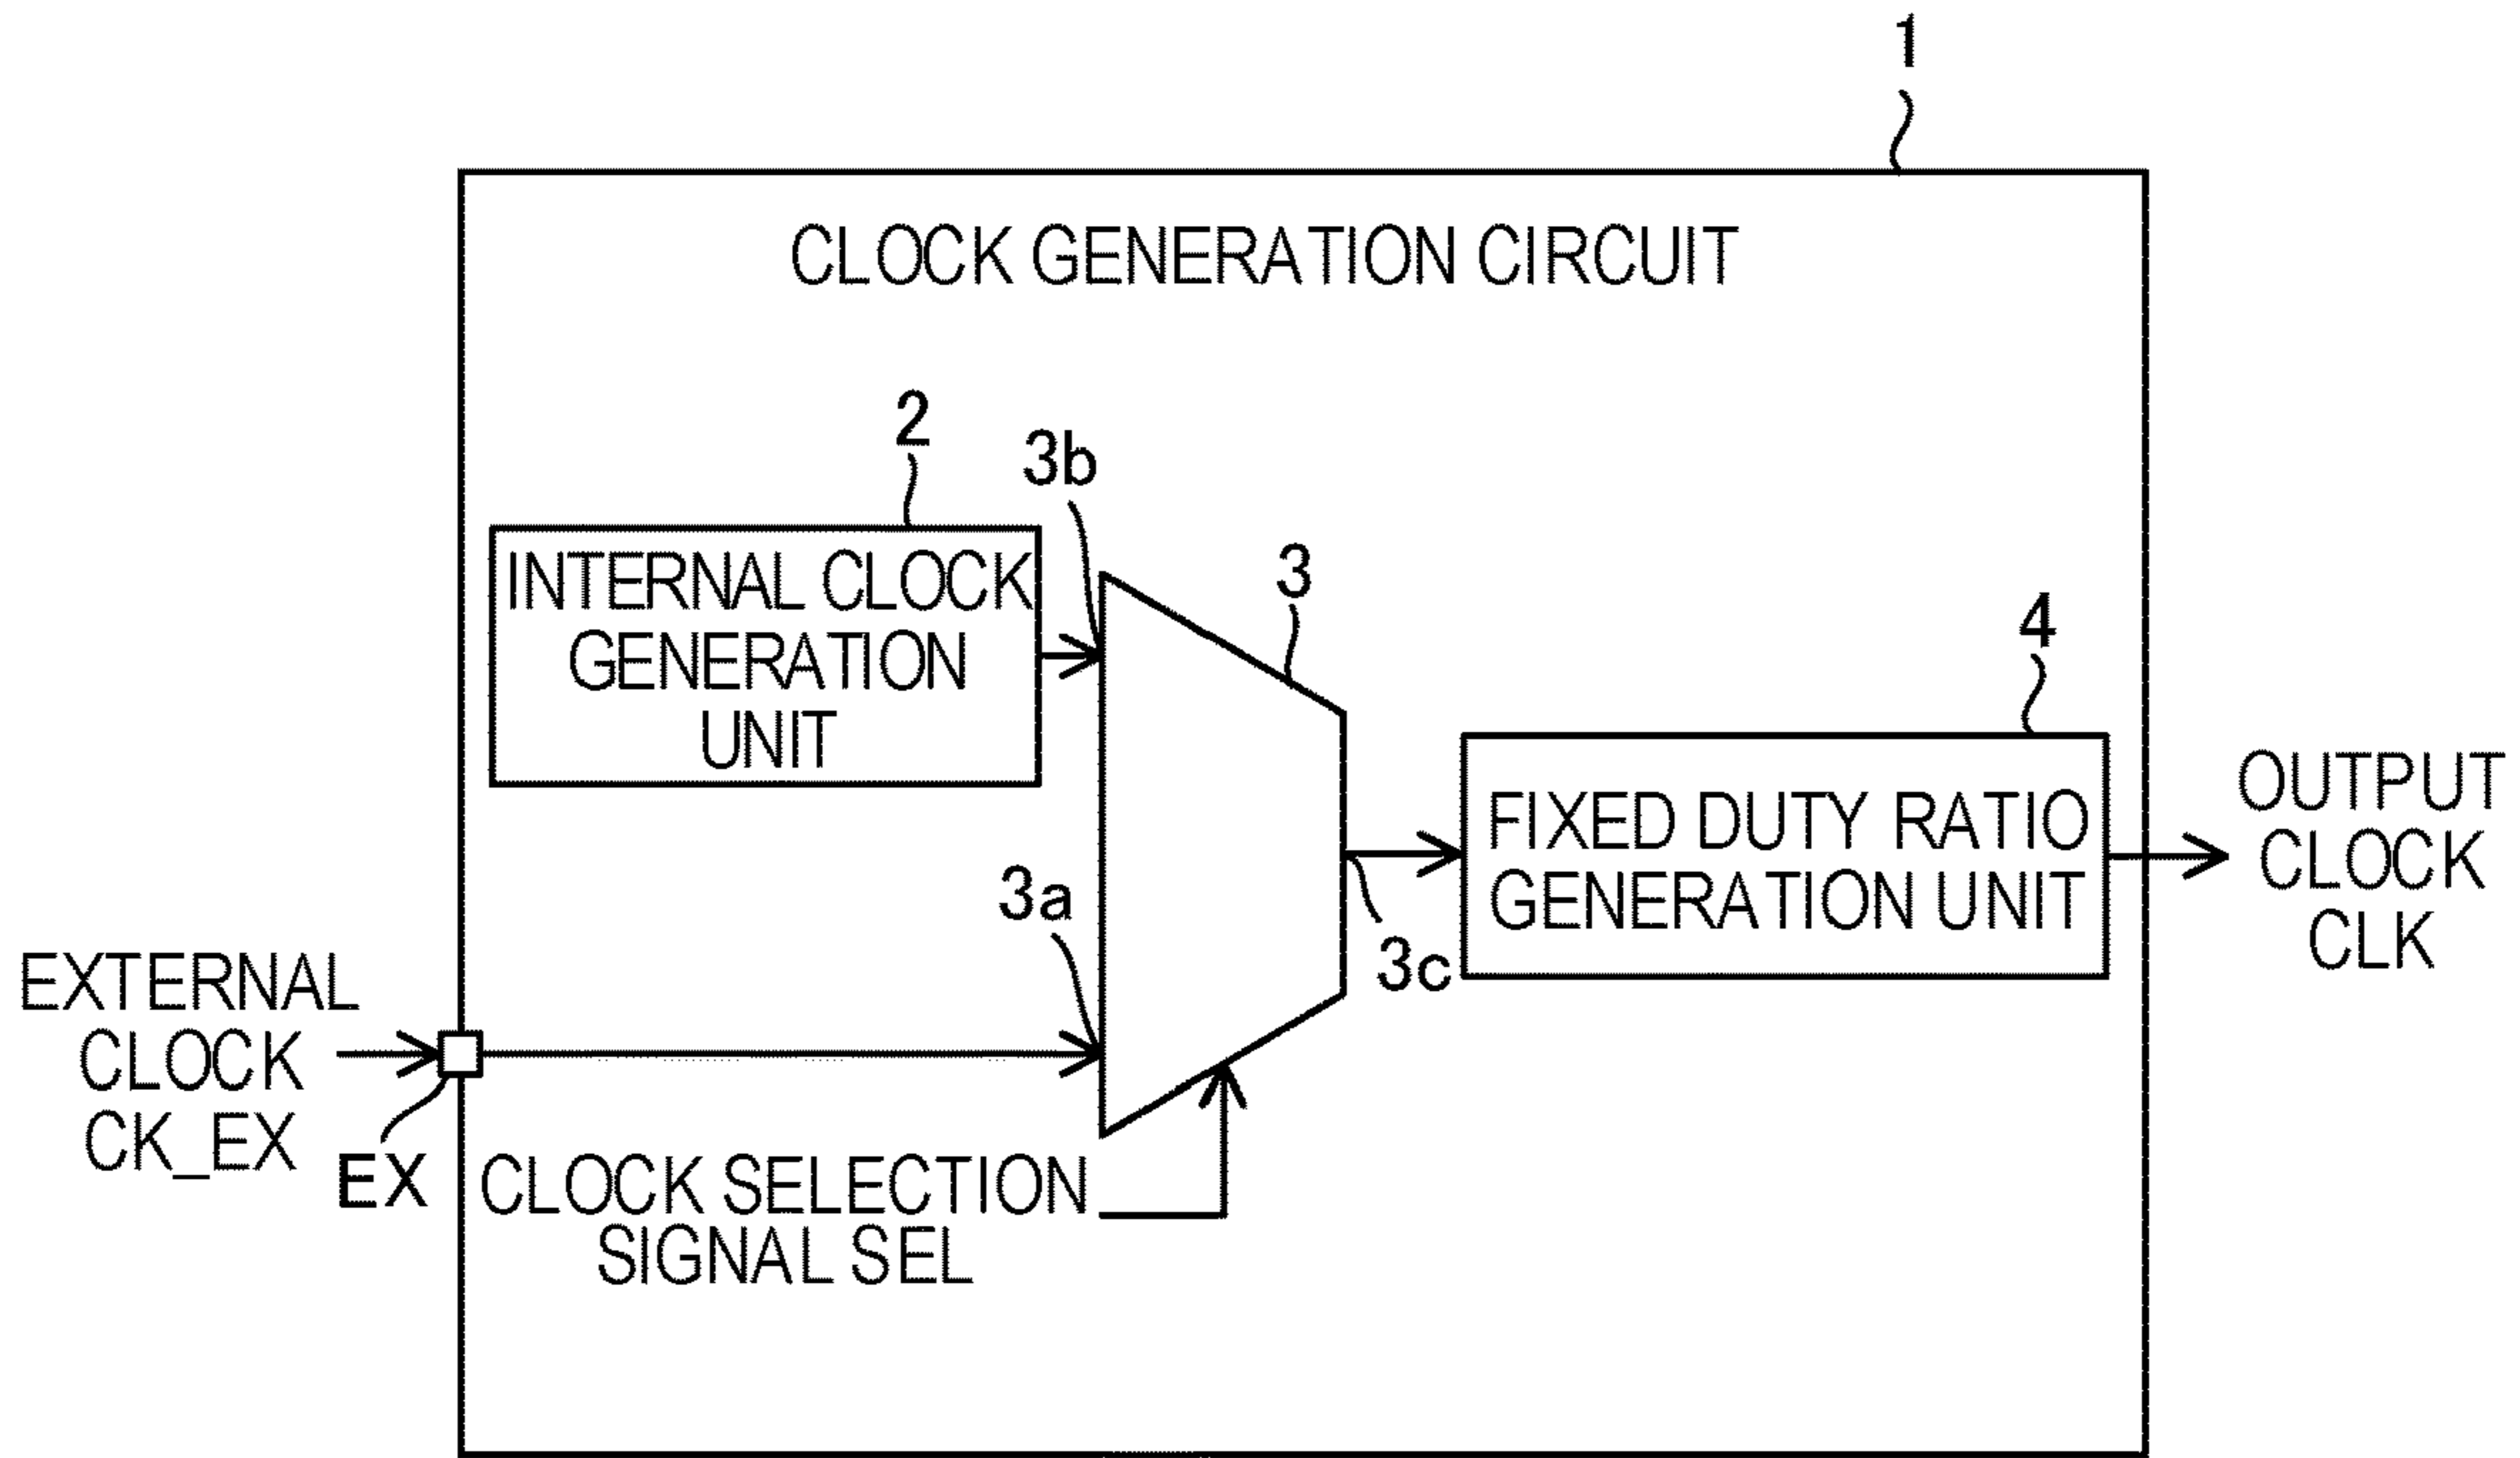 1
CLOCK GENERATION CIRCUIT
2
3b
INTERNAL CLOCK
GENERATION
UNIT
3
4
3a
FIXED DUTY RATIO
GENERATION UNIT
3c
OUTPUT
CLOCK
CLK
EXTERNAL
CLOCK
CK_EX
EX
CLOCK SELECTION
SIGNAL SEL